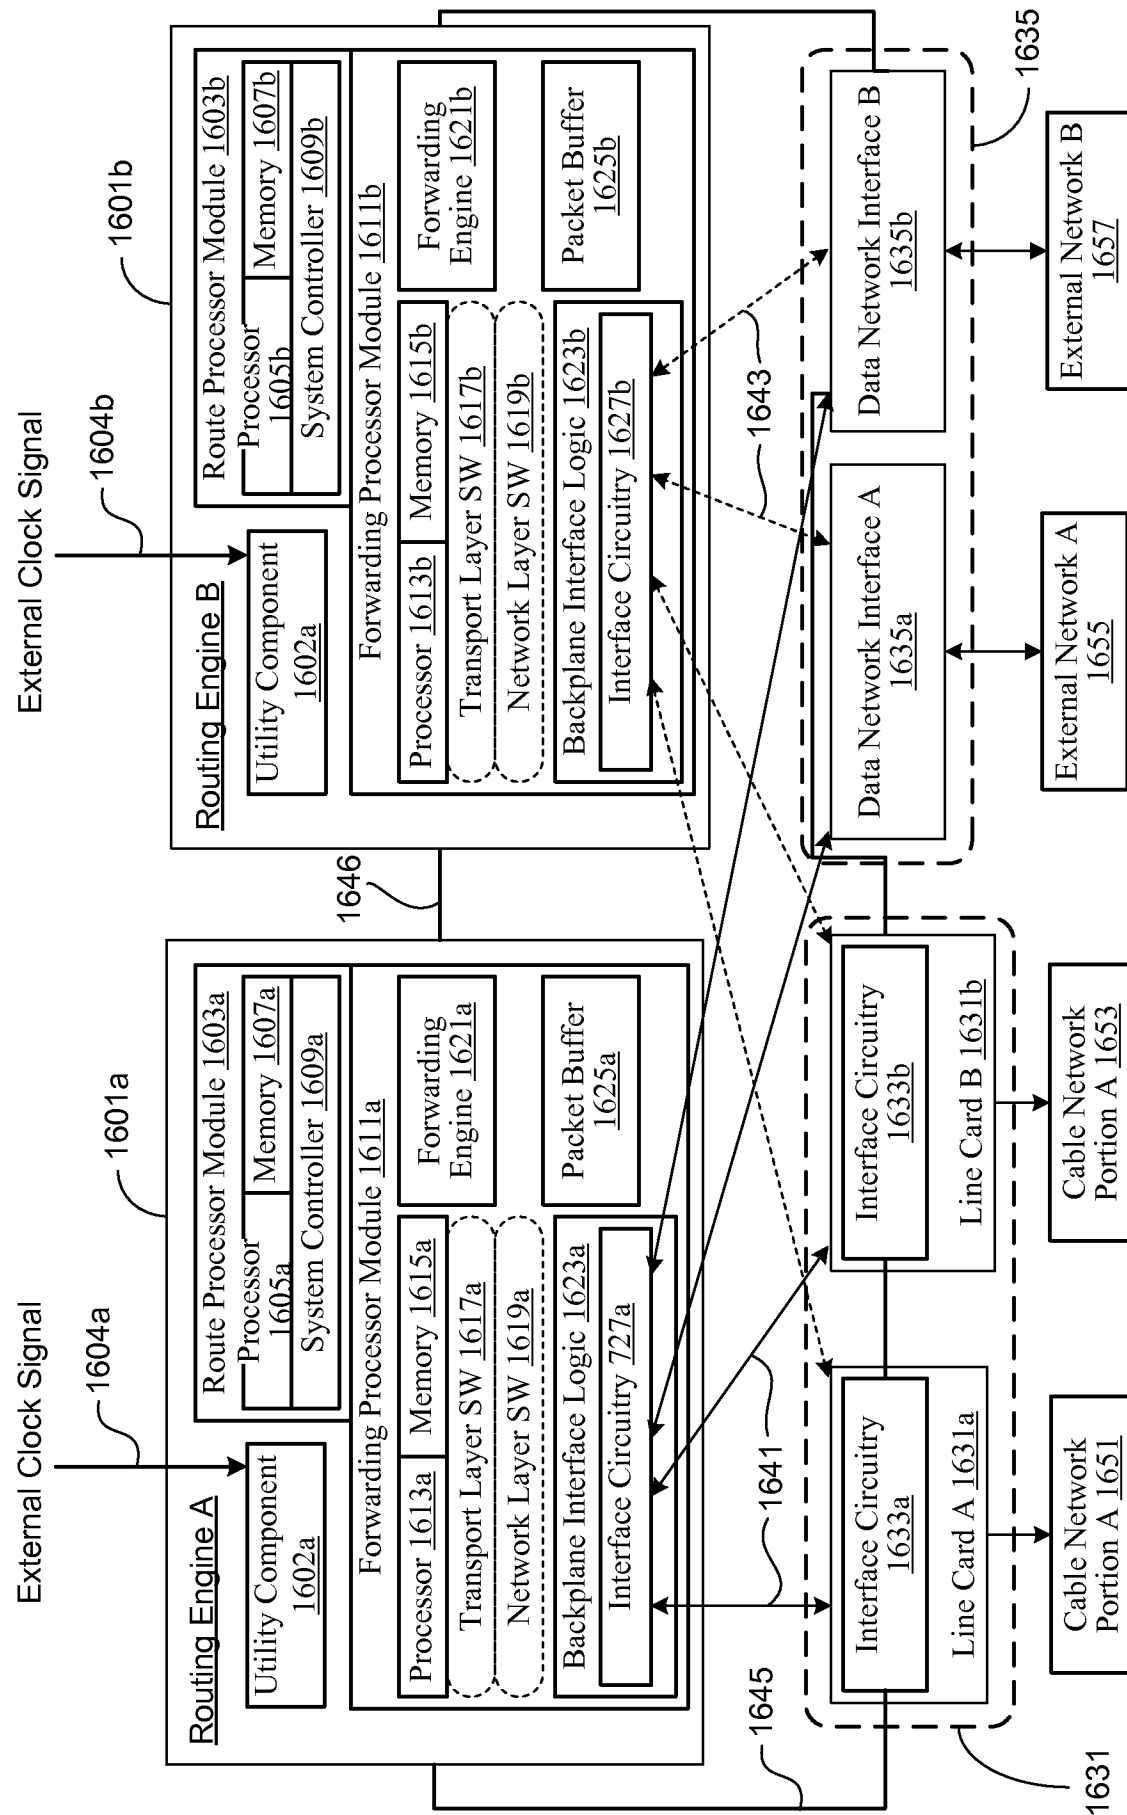 External Clock Signal
1604a
1601a
Routing Engine A
Utility Component
1602a
Route Processor Module 1603a
Processor
1605a
Memory 1607a
System Controller 1609a
Forwarding Processor Module 1611a
Processor 1613a
Memory 1615a
Transport Layer SW 1617a
Network Layer SW 1619a
Forwarding
Engine 1621a
Backplane Interface Logic 1623a
Interface Circuitry 727a
Packet Buffer
1625a
1646
External Clock Signal
1604b
1601b
Routing Engine B
Utility Component
1602a
Route Processor Module 1603b
Processor
1605b
Memory 1607b
System Controller 1609b
Forwarding Processor Module 1611b
Processor 1613b
Memory 1615b
Transport Layer SW 1617b
Network Layer SW 1619b
Forwarding
Engine 1621b
Backplane Interface Logic 1623b
Interface Circuitry 1627b
Packet Buffer
1625b
1645
1641
1643
1631
Interface Circuitry
1633a
Line Card A 1631a
Interface Circuitry
1633b
Line Card B 1631b
Data Network Interface A
1635a
Data Network Interface B
1635b
1635
Cable Network
Portion A 1651
Cable Network
Portion A 1653
External Network A
1655
External Network B
1657